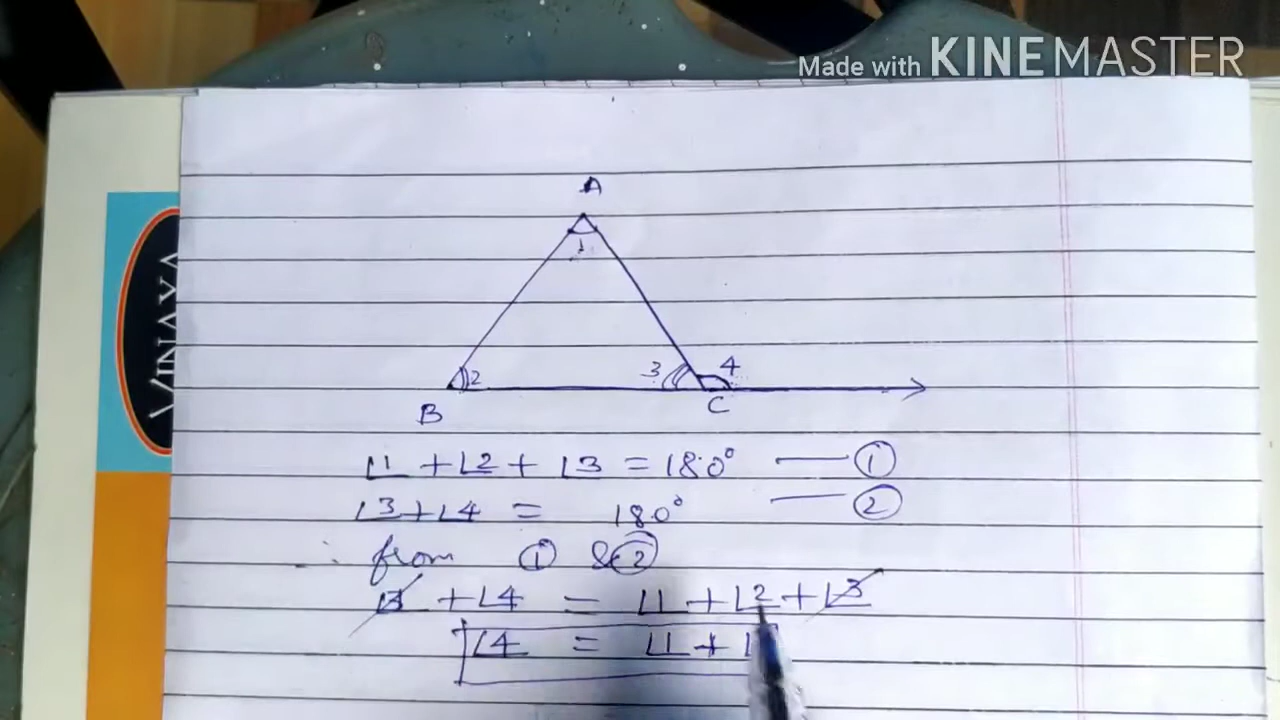 Made with KINEMASTER
VINAYA
A
1
2
3
4
B
C
∠1 + ∠2 + ∠3 = 180° — ①
∠3 + ∠4 = 180° — ②
∴ from ① & ②
∠3 + ∠4 = ∠1 + ∠2 + ∠3
∠4 = ∠1 + ∠